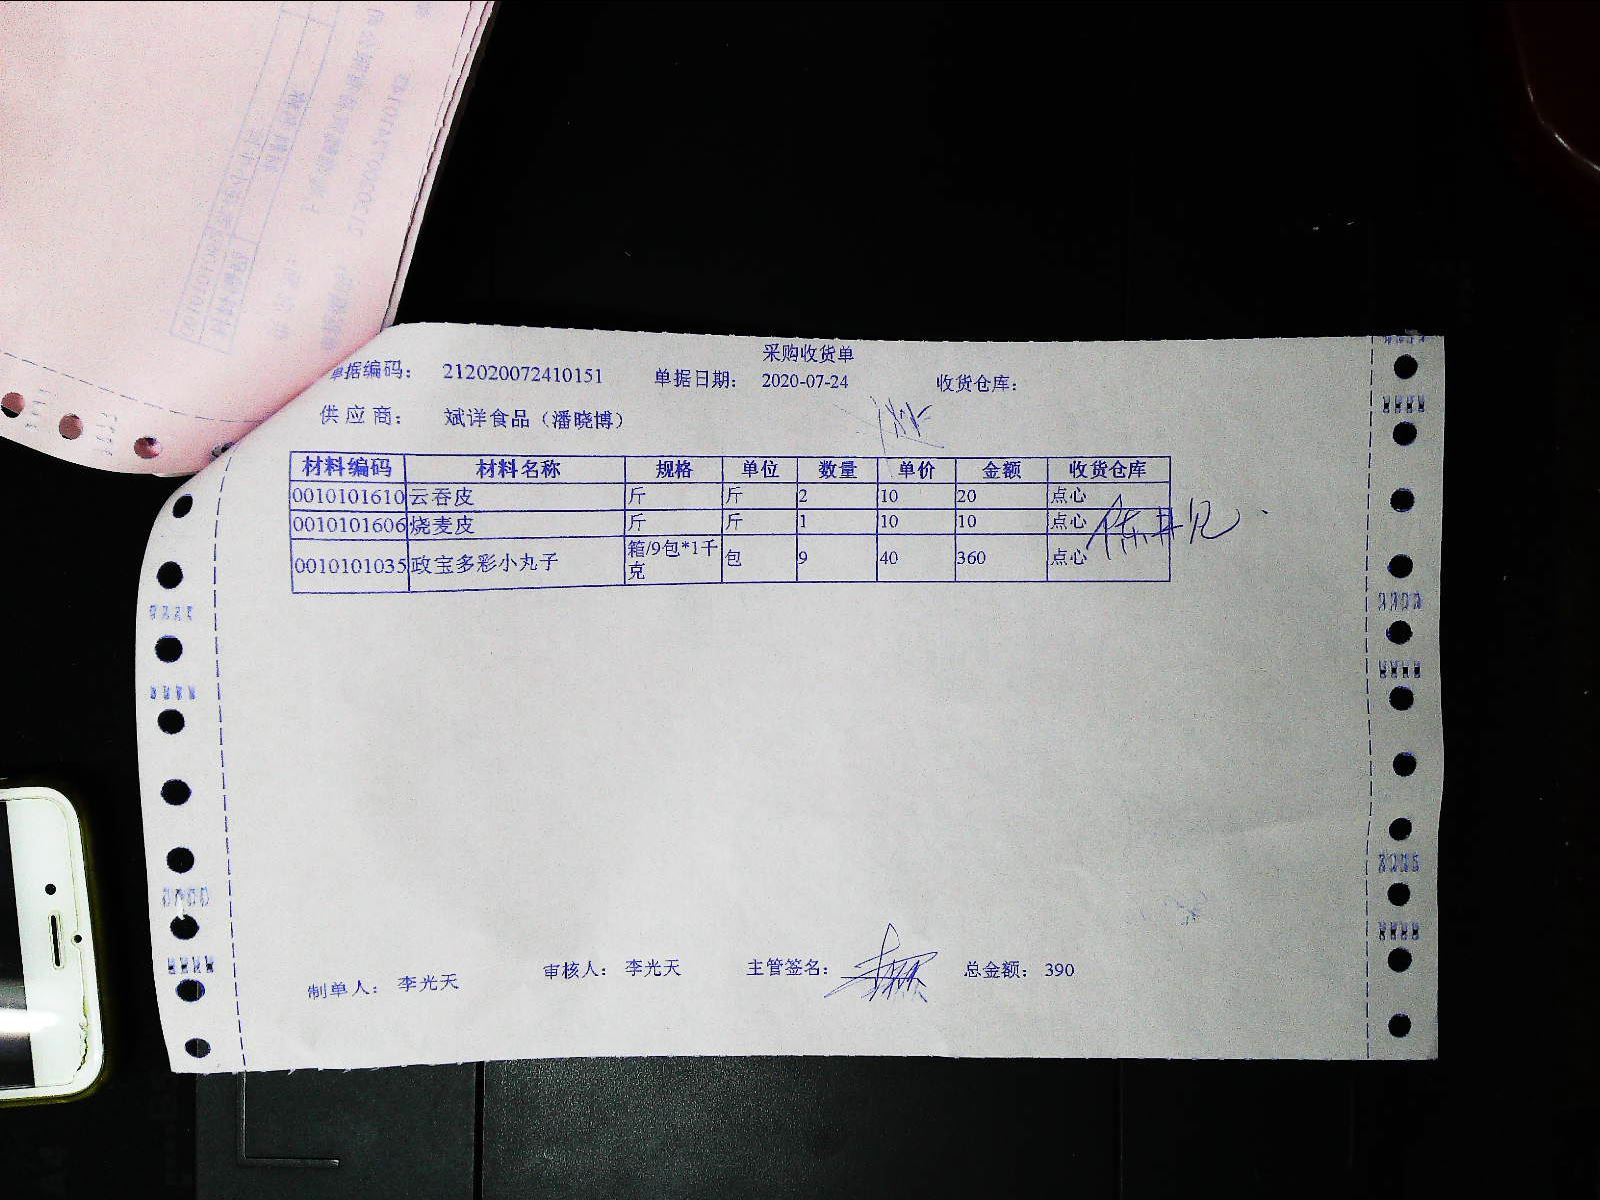 采购收货单
单据编码： 212020072410151 单据日期： 2020-07-24 收货仓库：
供应商： 斌详食品（潘晓博）
材料编码 材料名称 规格 单位 数量 单价 金额 收货仓库
0010101610 云吞皮 斤 斤 2 10 20 点心
0010101606 烧麦皮 斤 斤 1 10 10 点心
0010101035 政宝多彩小丸子 箱/9包*1千克 包 9 40 360 点心
制单人： 李光天 审核人： 李光天 主管签名： 总金额： 390